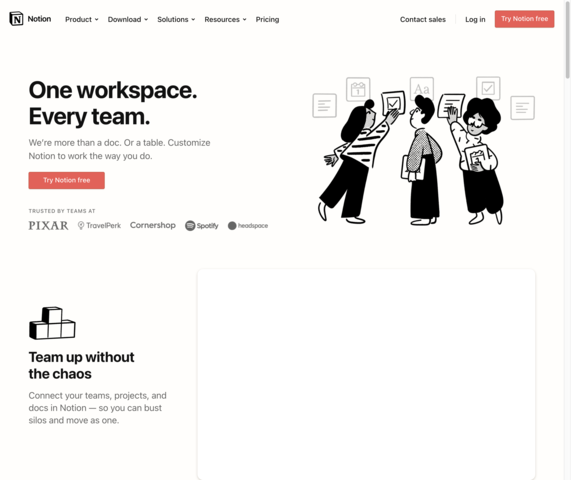 Notion
Product
Download
Solutions
Resources
Pricing
Contact sales
Log in
Try Notion free
One workspace.
Every team.
We're more than a doc. Or a table. Customize
Notion to work the way you do.
Try Notion free
Aa
1
TRUSTED BY TEAMS AT
PIXAR
TravelPerk
Cornershop
Spotify
headspace
Team up without
the chaos
Connect your teams, projects, and
docs in Notion — so you can bust
silos and move as one.